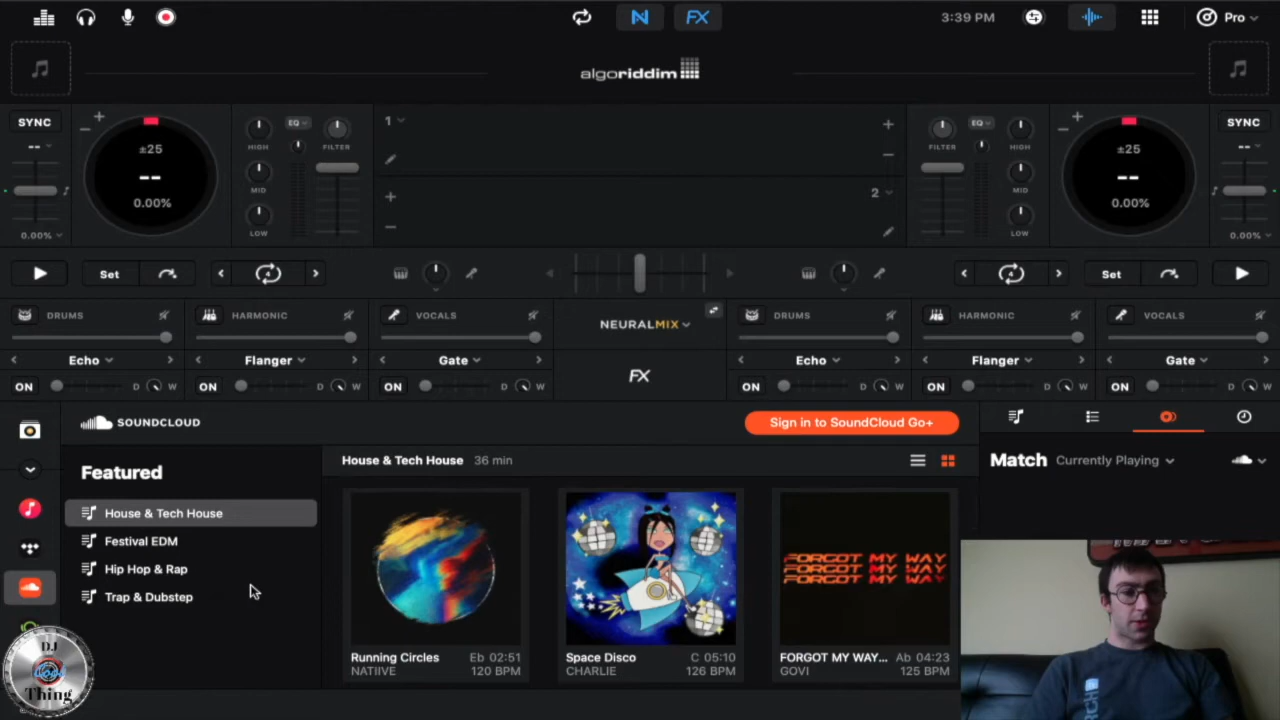 FX
3:39 PM
Pro
algoriddim
SYNC
--
±25
--
0.00%
0.00%
HIGH
EQ
FILTER
MID
LOW
1
2
FILTER
EQ
HIGH
MID
LOW
±25
--
0.00%
SYNC
--
0.00%
Set
4
4
Set
DRUMS
HARMONIC
VOCALS
NEURALMIX
DRUMS
HARMONIC
VOCALS
Echo
Flanger
Gate
FX
Echo
Flanger
Gate
ON D W
ON D W
ON D W
ON D W
ON D W
ON D W
SOUNDCLOUD
Sign in to SoundCloud Go+
Featured
House & Tech House
Festival EDM
Hip Hop & Rap
Trap & Dubstep
House & Tech House 36 min
FORGOT MY WAY
FORGOT MY WAY
FORGOT MY WAY
Running Circles Eb 02:51
NATIVE 120 BPM
Space Disco C 05:10
CHARLIE 126 BPM
FORGOT MY WAY... Ab 04:23
GOVI 125 BPM
Match Currently Playing
DJ
Thing